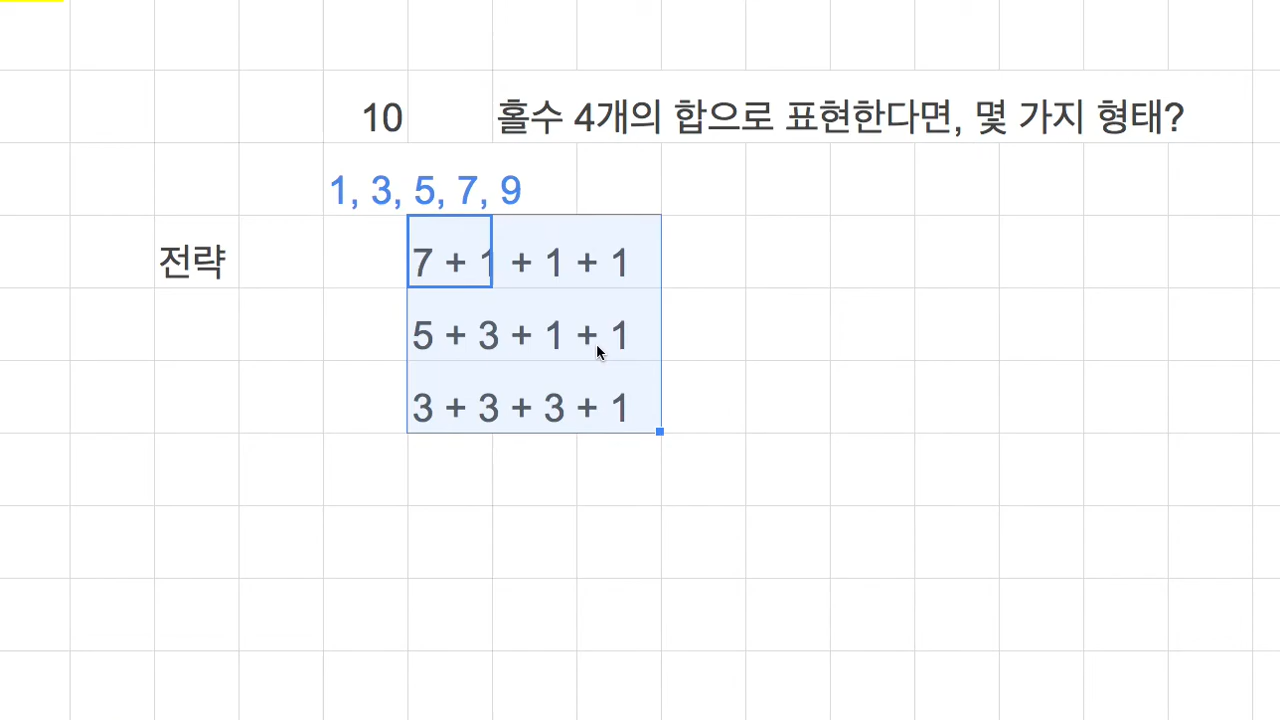 10 홀수 4개의 합으로 표현한다면, 몇 가지 형태?
1, 3, 5, 7, 9
전략 7 + 1 + 1 + 1
5 + 3 + 1 + 1
3 + 3 + 3 + 1